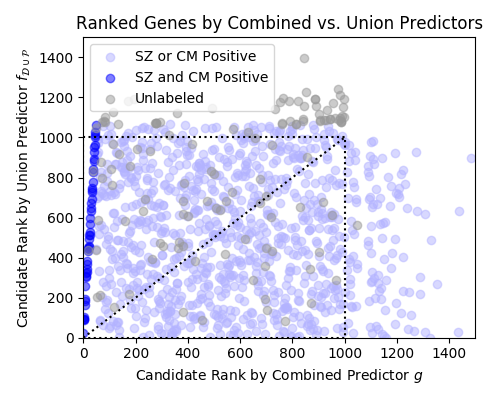 Ranked Genes by Combined vs. Union Predictors
Candidate Rank by Union Predictor f_{𝒟∪𝒫}
1400
1200
1000
800
600
400
200
0
SZ or CM Positive
SZ and CM Positive
Unlabeled
0 200 400 600 800 1000 1200 1400
Candidate Rank by Combined Predictor g